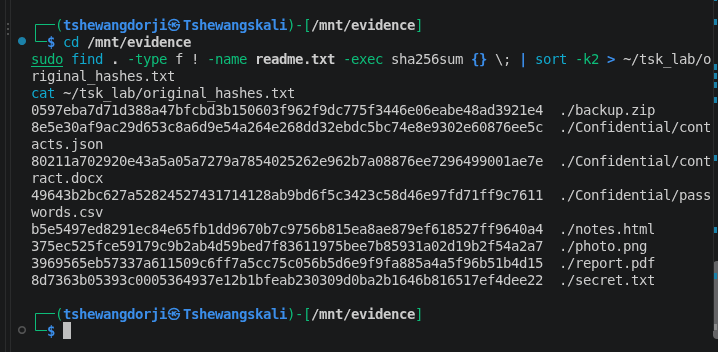 ┌──(tshewangdorji㉿Tshewangskali)-[/mnt/evidence]
└─$ cd /mnt/evidence
sudo find . -type f ! -name readme.txt -exec sha256sum {} \; | sort -k2 > ~/tsk_lab/o
riginal_hashes.txt
cat ~/tsk_lab/original_hashes.txt
0597eba7d71d388a47bfcbd3b150603f962f9dc775f3446e06eabe48ad3921e4  ./backup.zip
8e5e30af9ac29d653c8a6d9e54a264e268dd32ebdc5bc74e8e9302e60876ee5c  ./Confidential/cont
acts.json
80211a702920e43a5a05a7279a7854025262e962b7a08876ee7296499001ae7e  ./Confidential/cont
ract.docx
49643b2bc627a52824527431714128ab9bd6f5c3423c58d46e97fd71ff9c7611  ./Confidential/pass
words.csv
b5e5497ed8291ec84e65fb1dd9670b7c9756b815ea8ae879ef618527ff9640a4  ./notes.html
375ec525fce59179c9b2ab4d59bed7f83611975bee7b85931a02d19b2f54a2a7  ./photo.png
3969565eb57337a611509c6ff7a5cc75c056b5d6e9f9fa885a4a5f96b51b4d15  ./report.pdf
8d7363b05393c0005364937e12b1bfeab230309d0ba2b1646b816517ef4dee22  ./secret.txt
┌──(tshewangdorji㉿Tshewangskali)-[/mnt/evidence]
└─$